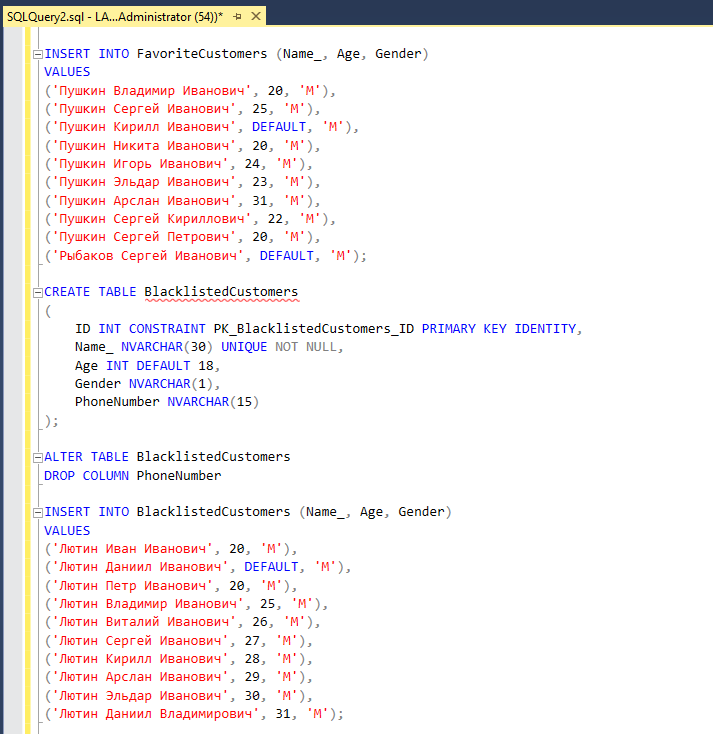 SQLQuery2.sql - LA...Administrator (54))*
INSERT INTO FavoriteCustomers (Name_, Age, Gender)
VALUES
('Пушкин Владимир Иванович', 20, 'М'),
('Пушкин Сергей Иванович', 25, 'М'),
('Пушкин Кирилл Иванович', DEFAULT, 'М'),
('Пушкин Никита Иванович', 20, 'М'),
('Пушкин Игорь Иванович', 24, 'М'),
('Пушкин Эльдар Иванович', 23, 'М'),
('Пушкин Арслан Иванович', 31, 'М'),
('Пушкин Сергей Кириллович', 22, 'М'),
('Пушкин Сергей Петрович', 20, 'М'),
('Рыбаков Сергей Иванович', DEFAULT, 'М');
CREATE TABLE BlacklistedCustomers
(
ID INT CONSTRAINT PK_BlacklistedCustomers_ID PRIMARY KEY IDENTITY,
Name_ NVARCHAR(30) UNIQUE NOT NULL,
Age INT DEFAULT 18,
Gender NVARCHAR(1),
PhoneNumber NVARCHAR(15)
);
ALTER TABLE BlacklistedCustomers
DROP COLUMN PhoneNumber
INSERT INTO BlacklistedCustomers (Name_, Age, Gender)
VALUES
('Лютин Иван Иванович', 20, 'М'),
('Лютин Даниил Иванович', DEFAULT, 'М'),
('Лютин Петр Иванович', 20, 'М'),
('Лютин Владимир Иванович', 25, 'М'),
('Лютин Виталий Иванович', 26, 'М'),
('Лютин Сергей Иванович', 27, 'М'),
('Лютин Кирилл Иванович', 28, 'М'),
('Лютин Арслан Иванович', 29, 'М'),
('Лютин Эльдар Иванович', 30, 'М'),
('Лютин Даниил Владимирович', 31, 'М');